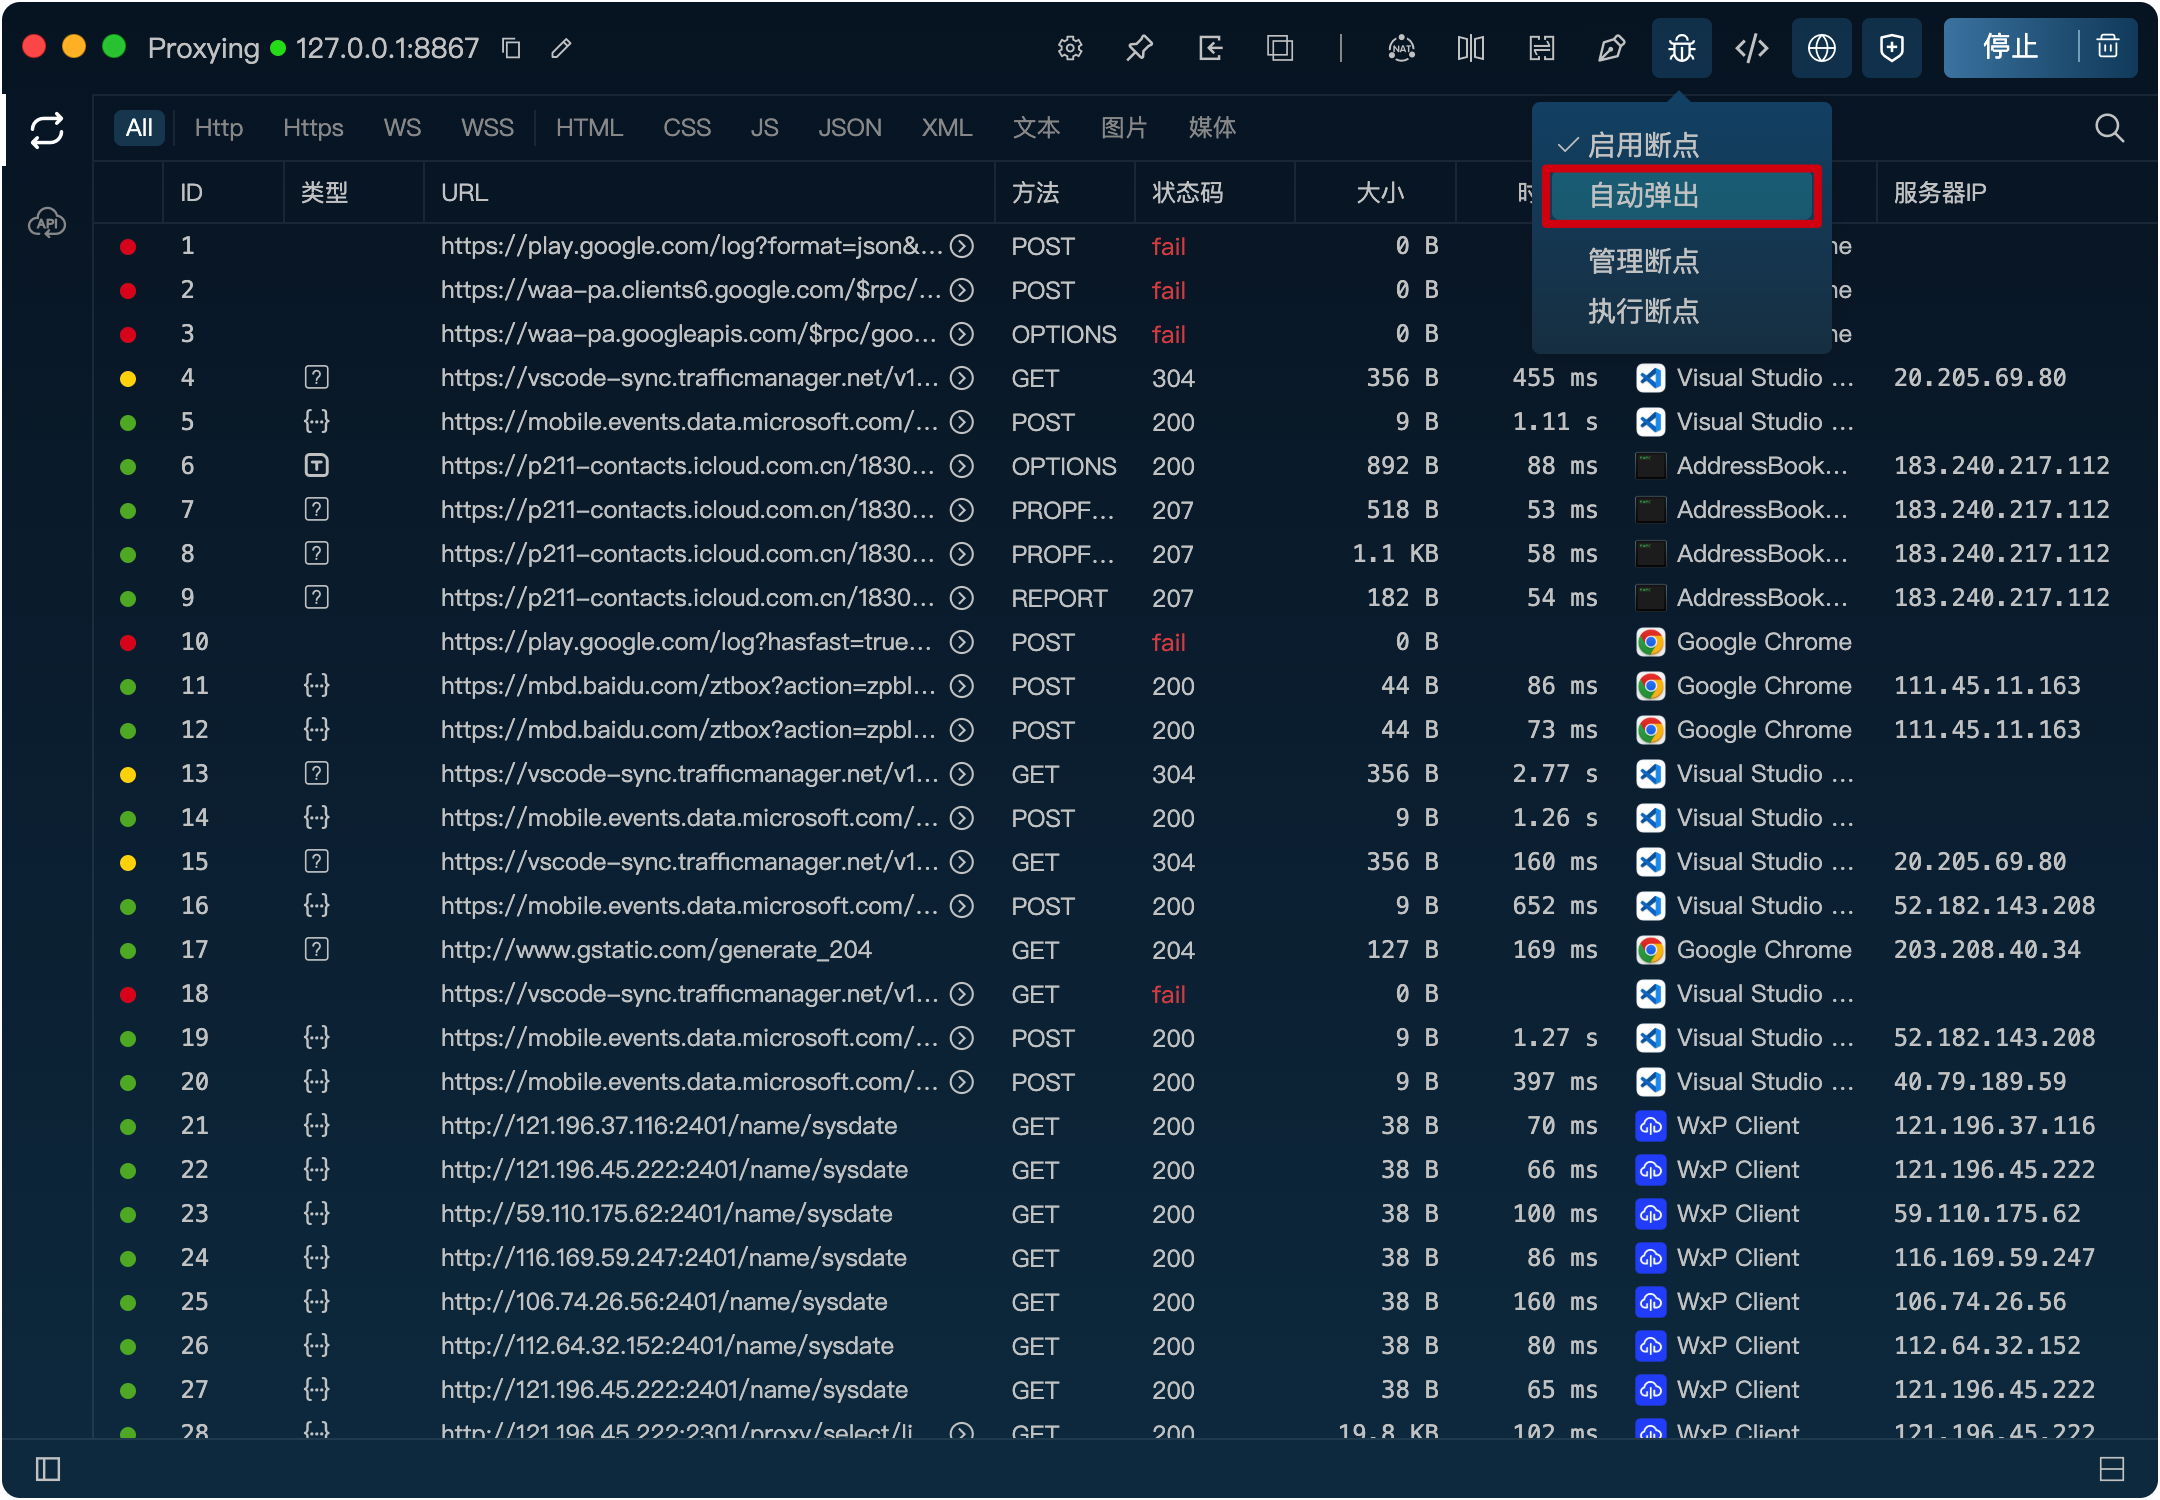 Proxying 127.0.0.1:8867 NAT 停止
All Http Https WS WSS HTML CSS JS JSON XML 文本 图片 媒体
启用断点
自动弹出
管理断点
执行断点
API
ID 类型 URL 方法 状态码 大小 服务器IP
1 https://play.google.com/log?format=json&... POST fail 0 B
2 https://waa-pa.clients6.google.com/$rpc/... POST fail 0 B
3 https://waa-pa.googleapis.com/$rpc/goo... OPTIONS fail 0 B
4 https://vscode-sync.trafficmanager.net/v1... GET 304 356 B 455 ms Visual Studio ... 20.205.69.80
5 https://mobile.events.data.microsoft.com/... POST 200 9 B 1.11 s Visual Studio ...
6 https://p211-contacts.icloud.com.cn/1830... OPTIONS 200 892 B 88 ms AddressBook... 183.240.217.112
7 https://p211-contacts.icloud.com.cn/1830... PROPF... 207 518 B 53 ms AddressBook... 183.240.217.112
8 https://p211-contacts.icloud.com.cn/1830... PROPF... 207 1.1 KB 58 ms AddressBook... 183.240.217.112
9 https://p211-contacts.icloud.com.cn/1830... REPORT 207 182 B 54 ms AddressBook... 183.240.217.112
10 https://play.google.com/log?hasfast=true... POST fail 0 B Google Chrome
11 https://mbd.baidu.com/ztbox?action=zpbl... POST 200 44 B 86 ms Google Chrome 111.45.11.163
12 https://mbd.baidu.com/ztbox?action=zpbl... POST 200 44 B 73 ms Google Chrome 111.45.11.163
13 https://vscode-sync.trafficmanager.net/v1... GET 304 356 B 2.77 s Visual Studio ...
14 https://mobile.events.data.microsoft.com/... POST 200 9 B 1.26 s Visual Studio ...
15 https://vscode-sync.trafficmanager.net/v1... GET 304 356 B 160 ms Visual Studio ... 20.205.69.80
16 https://mobile.events.data.microsoft.com/... POST 200 9 B 652 ms Visual Studio ... 52.182.143.208
17 http://www.gstatic.com/generate_204 GET 204 127 B 169 ms Google Chrome 203.208.40.34
18 https://vscode-sync.trafficmanager.net/v1... GET fail 0 B Visual Studio ...
19 https://mobile.events.data.microsoft.com/... POST 200 9 B 1.27 s Visual Studio ... 52.182.143.208
20 https://mobile.events.data.microsoft.com/... POST 200 9 B 397 ms Visual Studio ... 40.79.189.59
21 http://121.196.37.116:2401/name/sysdate GET 200 38 B 70 ms WxP Client 121.196.37.116
22 http://121.196.45.222:2401/name/sysdate GET 200 38 B 66 ms WxP Client 121.196.45.222
23 http://59.110.175.62:2401/name/sysdate GET 200 38 B 100 ms WxP Client 59.110.175.62
24 http://116.169.59.247:2401/name/sysdate GET 200 38 B 86 ms WxP Client 116.169.59.247
25 http://106.74.26.56:2401/name/sysdate GET 200 38 B 160 ms WxP Client 106.74.26.56
26 http://112.64.32.152:2401/name/sysdate GET 200 38 B 80 ms WxP Client 112.64.32.152
27 http://121.196.45.222:2401/name/sysdate GET 200 38 B 65 ms WxP Client 121.196.45.222
28 http://121.196.45.222:2301/proxy/select/li... GET 200 19.8 KB 102 ms WxP Client 121.196.45.222